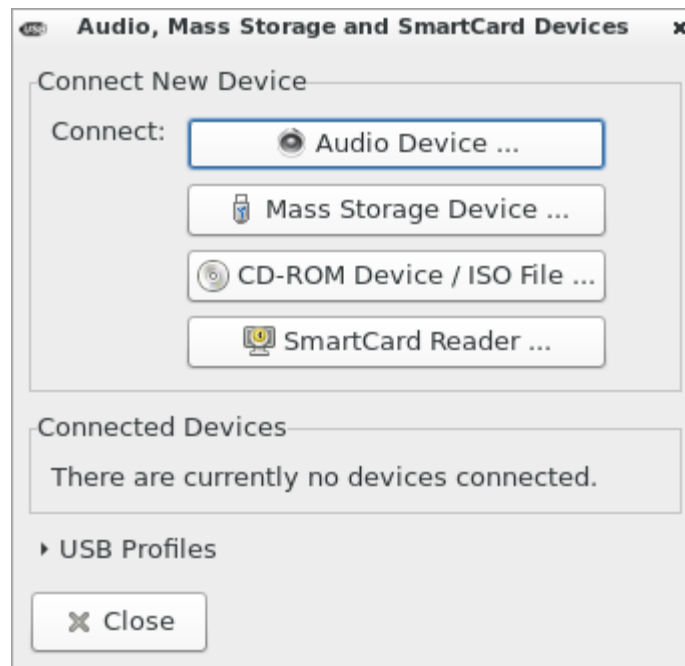 Audio, Mass Storage and SmartCard Devices
Connect New Device
Connect:
Audio Device ...
Mass Storage Device ...
CD-ROM Device / ISO File ...
SmartCard Reader ...
Connected Devices
There are currently no devices connected.
USB Profiles
Close